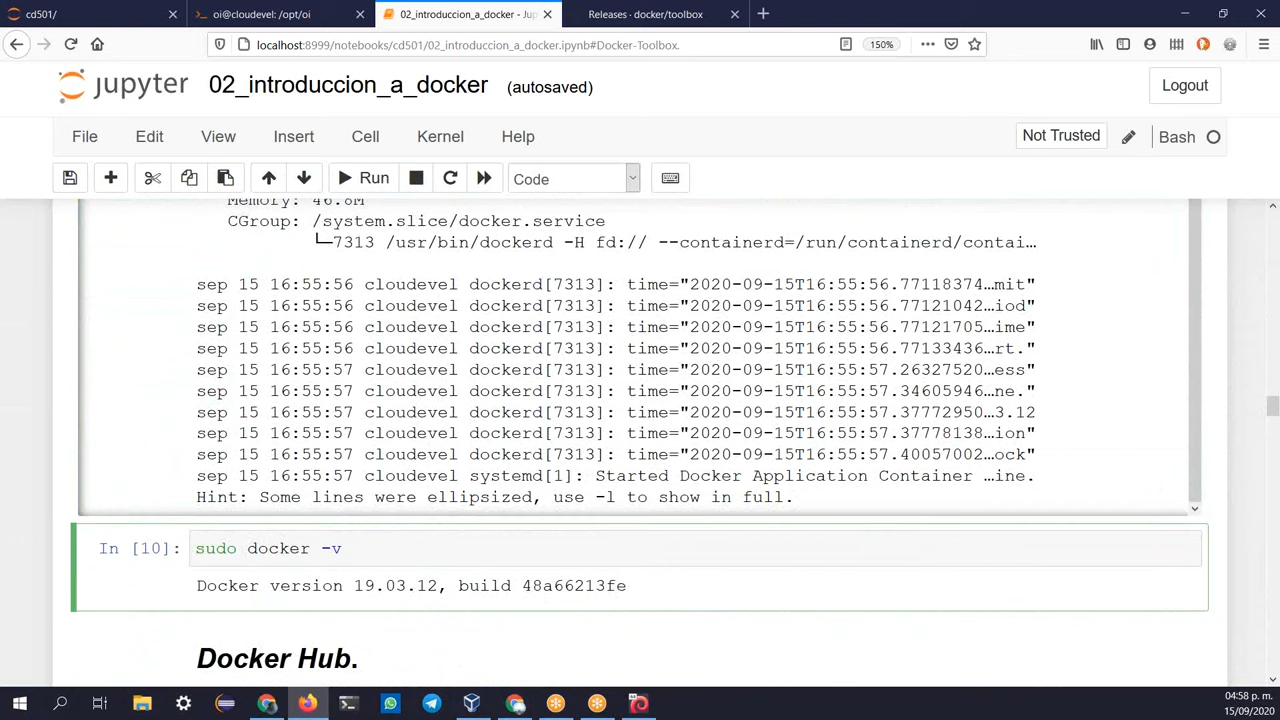 cd501/
oi@cloudevel: /opt/oi
02_introduccion_a_docker - Jup
Releases · docker/toolbox
localhost:8999/notebooks/cd501/02_introduccion_a_docker.ipynb#Docker-Toolbox.
150%
jupyter
02_introduccion_a_docker (autosaved)
Logout
File Edit View Insert Cell Kernel Help
Not Trusted
Bash
Run
Code
Memory: 46.8M
CGroup: /system.slice/docker.service
└─7313 /usr/bin/dockerd -H fd:// --containerd=/run/containerd/contai…
sep 15 16:55:56 cloudevel dockerd[7313]: time="2020-09-15T16:55:56.77118374…mit"
sep 15 16:55:56 cloudevel dockerd[7313]: time="2020-09-15T16:55:56.77121042…iod"
sep 15 16:55:56 cloudevel dockerd[7313]: time="2020-09-15T16:55:56.77121705…ime"
sep 15 16:55:56 cloudevel dockerd[7313]: time="2020-09-15T16:55:56.77133436…rt."
sep 15 16:55:57 cloudevel dockerd[7313]: time="2020-09-15T16:55:57.26327520…ess"
sep 15 16:55:57 cloudevel dockerd[7313]: time="2020-09-15T16:55:57.34605946…ne."
sep 15 16:55:57 cloudevel dockerd[7313]: time="2020-09-15T16:55:57.37772950…3.12
sep 15 16:55:57 cloudevel dockerd[7313]: time="2020-09-15T16:55:57.37778138…ion"
sep 15 16:55:57 cloudevel dockerd[7313]: time="2020-09-15T16:55:57.40057002…ock"
sep 15 16:55:57 cloudevel systemd[1]: Started Docker Application Container …ine.
Hint: Some lines were ellipsized, use -l to show in full.
In [10]: sudo docker -v
Docker version 19.03.12, build 48a66213fe
Docker Hub.
04:58 p. m.
15/09/2020